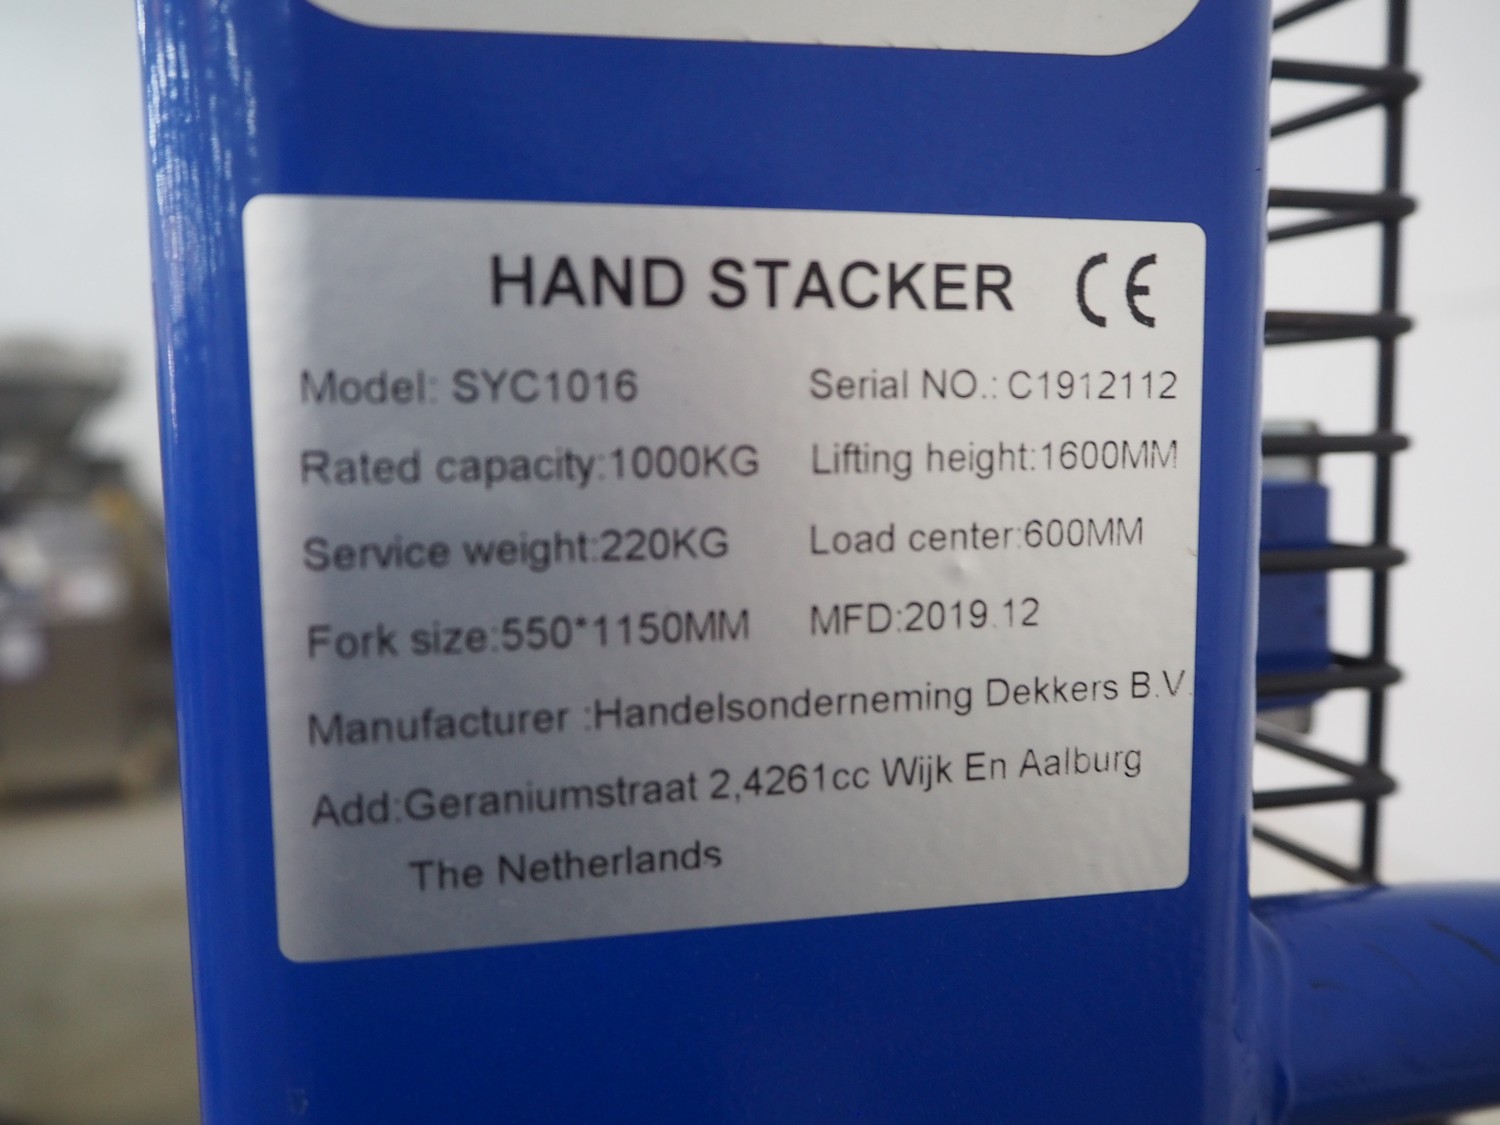 HAND STACKER CE
Model: SYC1016 Serial NO.: C1912112
Rated capacity:1000KG Lifting height:1600MM
Service weight:220KG Load center:600MM
Fork size:550*1150MM MFD:2019.12
Manufacturer :Handelsonderneming Dekkers B.V.
Add:Geraniumstraat 2,4261cc Wijk En Aalburg
The Netherlands